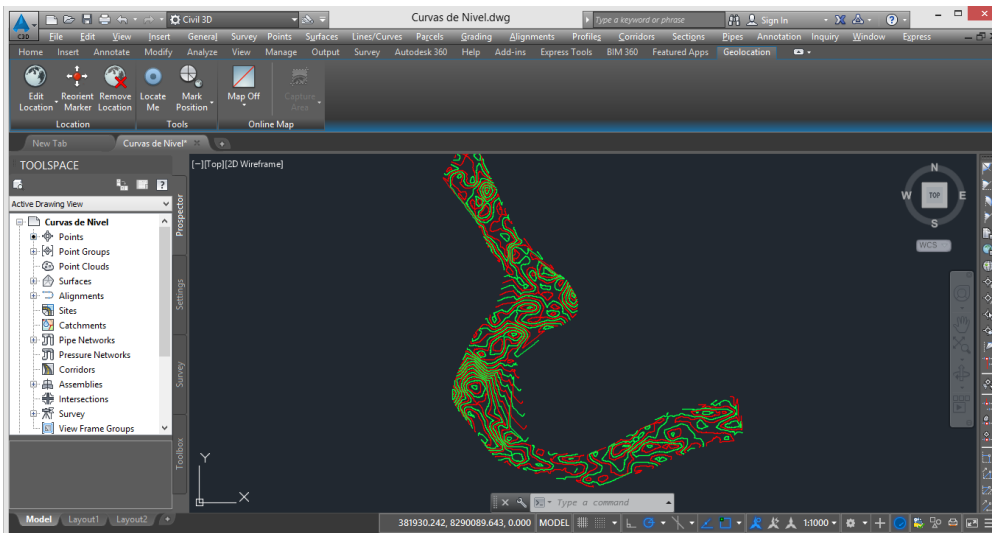 Civil 3D
Curvas de Nivel.dwg
Type a keyword or phrase
Sign In
C3D
File Edit View Insert General Survey Points Surfaces Lines/Curves Parcels Grading Alignments Profiles Corridors Sections Pipes Annotation Inquiry Window Express
Home Insert Annotate Modify Analyze View Manage Output Survey Autodesk 360 Help Add-ins Express Tools BIM 360 Featured Apps Geolocation
Edit Location
Reorient Marker
Remove Location
Locate Me
Mark Position
Map Off
Capture Area
Location
Tools
Online Map
New Tab
Curvas de Nivel*
TOOLSPACE
Active Drawing View
Curvas de Nivel
Points
Point Groups
Point Clouds
Surfaces
Alignments
Sites
Catchments
Pipe Networks
Pressure Networks
Corridors
Assemblies
Intersections
Survey
View Frame Groups
Prospector
Settings
Survey
Toolbox
[−][Top][2D Wireframe]
N
W
TOP
E
S
WCS
Y
X
Type a command
Model Layout1 Layout2
381930.242, 8290089.643, 0.000 MODEL
1:1000